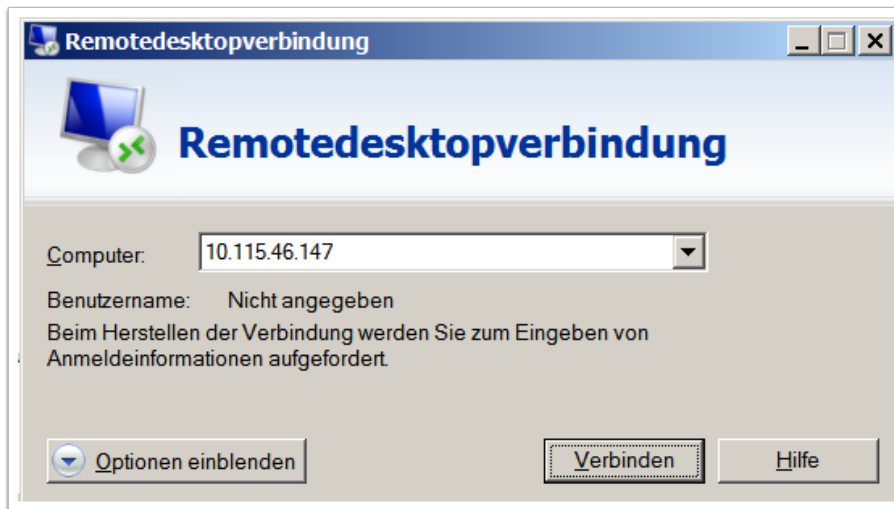 Remotedesktopverbindung
Remotedesktopverbindung
Computer: 10.115.46.147
Benutzername: Nicht angegeben
Beim Herstellen der Verbindung werden Sie zum Eingeben von
Anmeldeinformationen aufgefordert.
Optionen einblenden Verbinden Hilfe